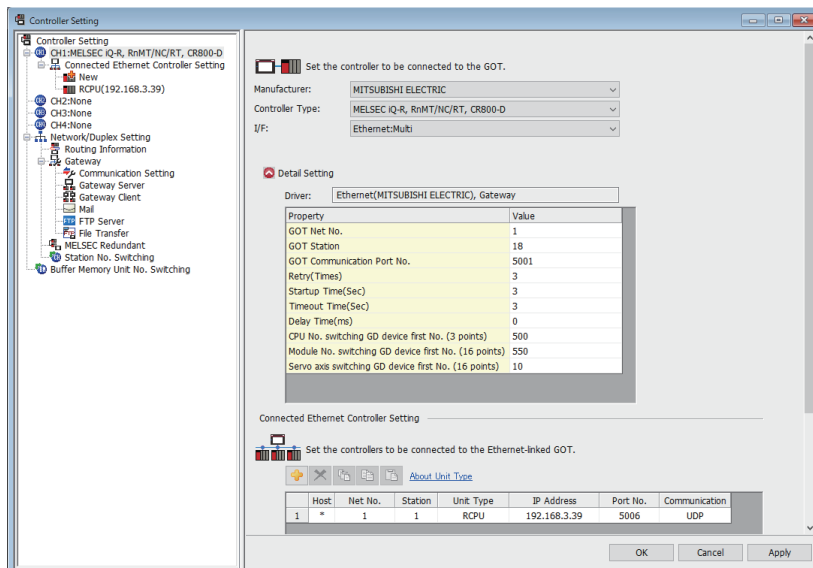 Controller Setting
Controller Setting
CH1:MELSEC iQ-R, RnMT/NC/RT, CR800-D
Connected Ethernet Controller Setting
New
RCPU(192.168.3.39)
CH2:None
CH3:None
CH4:None
Network/Duplex Setting
Routing Information
Gateway
Communication Setting
Gateway Server
Gateway Client
Mail
FTP Server
File Transfer
MELSEC Redundant
Station No. Switching
Buffer Memory Unit No. Switching
Set the controller to be connected to the GOT.
Manufacturer: MITSUBISHI ELECTRIC
Controller Type: MELSEC iQ-R, RnMT/NC/RT, CR800-D
I/F: Ethernet:Multi
Detail Setting
Driver: Ethernet(MITSUBISHI ELECTRIC), Gateway
Property Value
GOT Net No. 1
GOT Station 18
GOT Communication Port No. 5001
Retry(Times) 3
Startup Time(Sec) 3
Timeout Time(Sec) 3
Delay Time(ms) 0
CPU No. switching GD device first No. (3 points) 500
Module No. switching GD device first No. (16 points) 550
Servo axis switching GD device first No. (16 points) 10
Connected Ethernet Controller Setting
Set the controllers to be connected to the Ethernet-linked GOT.
About Unit Type
Host Net No. Station Unit Type IP Address Port No. Communication
1 * 1 1 RCPU 192.168.3.39 5006 UDP
OK Cancel Apply